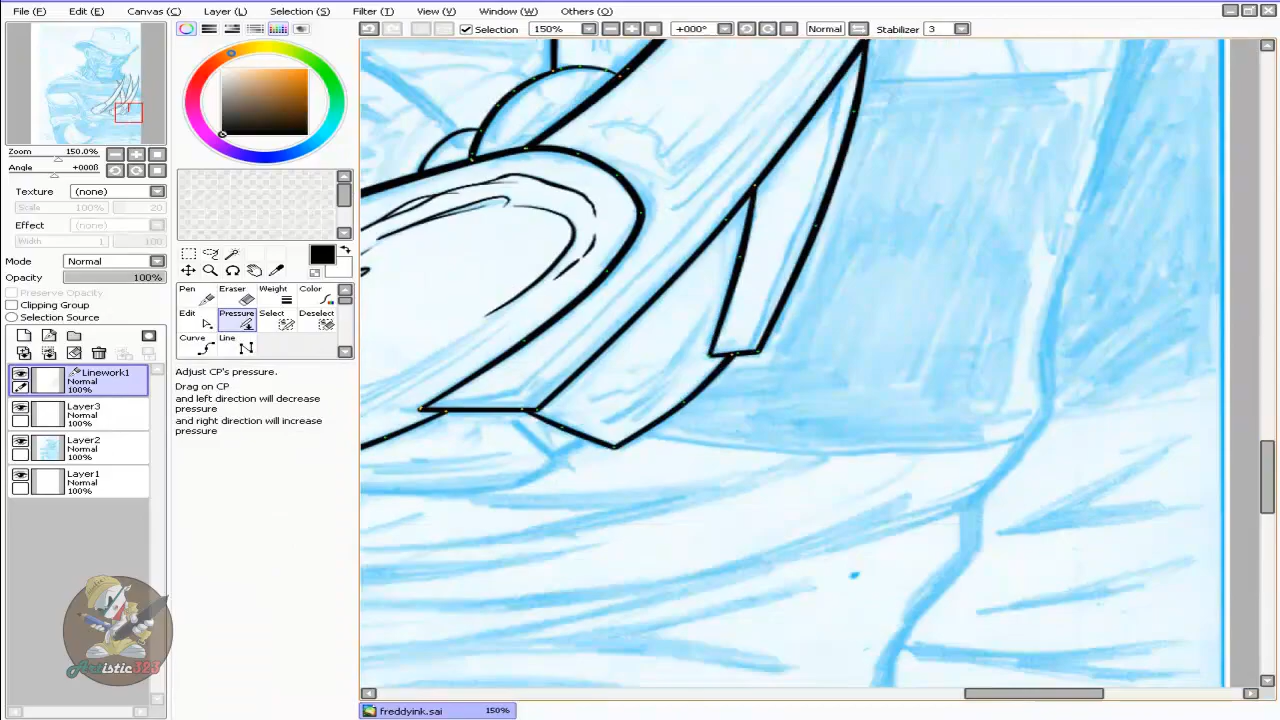 File (F) Edit (E) Canvas (C) Layer (L) Selection (S) Filter (T) View (V) Window (W) Others (O)
Selection 150% +000° Normal Stabilizer 3
Zoom 150.0%
Angle +000°
Texture (none)
Scale 100% 20
Effect (none)
Width 1 100
Mode Normal
Opacity 100%
Preserve Opacity
Clipping Group
Selection Source
Pen Eraser Weight Color
Edit Pressure Select Deselect
Curve Line
Adjust CP's pressure.
Drag on CP
and left direction will decrease
pressure
and right direction will increase
pressure
Linework1
Normal
100%
Layer3
Normal
100%
Layer2
Normal
100%
Layer1
Normal
100%
Artistic323
freddyink.sai 150%